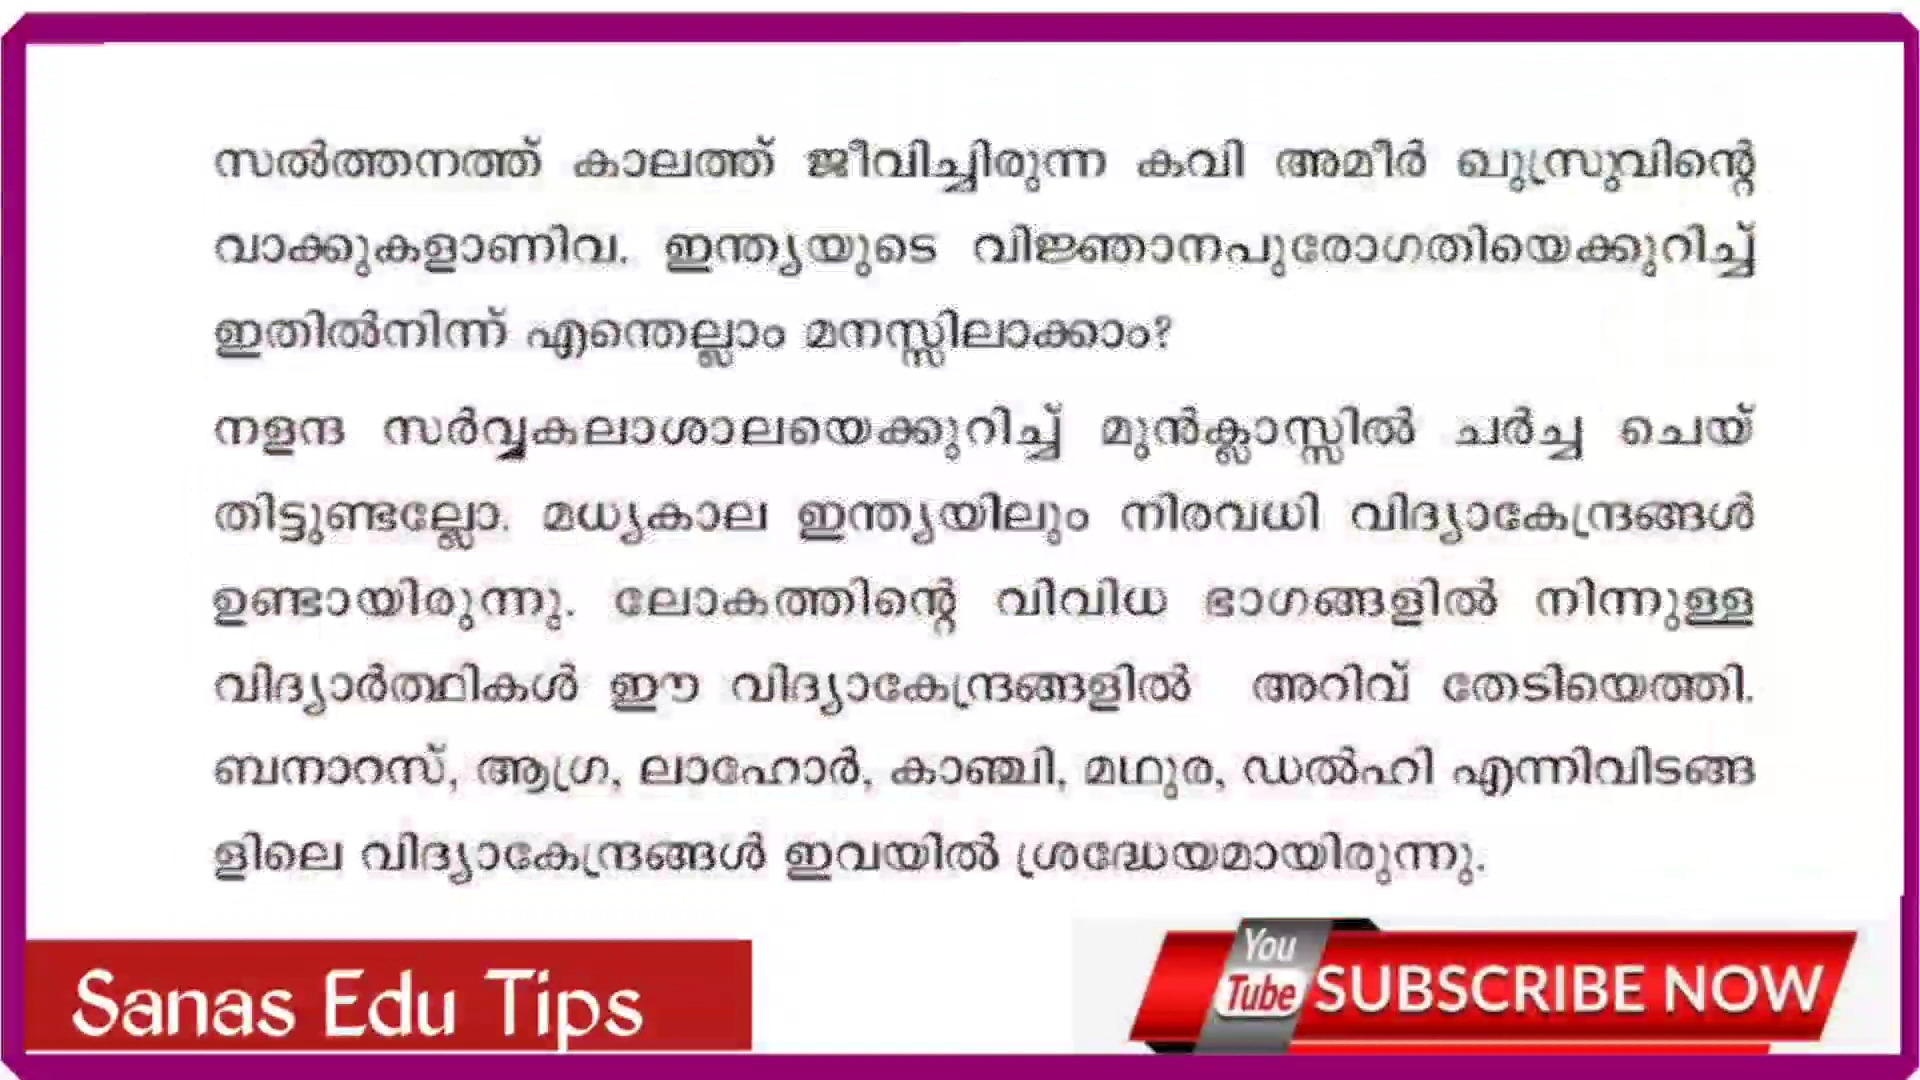 സൽത്തനത്ത് കാലത്ത് ജീവിച്ചിരുന്ന കവി അമീർ ഖുസ്രുവിന്റെ
വാക്കുകളാണിവ. ഇന്ത്യയുടെ വിജ്ഞാനപുരോഗതിയെക്കുറിച്ച്
ഇതിൽനിന്ന് എന്തെല്ലാം മനസ്സിലാക്കാം?
നളന്ദ സർവ്വകലാശാലയെക്കുറിച്ച് മുൻക്ലാസ്സിൽ ചർച്ച ചെയ്
തിട്ടുണ്ടല്ലോ. മധ്യകാല ഇന്ത്യയിലും നിരവധി വിദ്യാകേന്ദ്രങ്ങൾ
ഉണ്ടായിരുന്നു. ലോകത്തിന്റെ വിവിധ ഭാഗങ്ങളിൽ നിന്നുള്ള
വിദ്യാർത്ഥികൾ ഈ വിദ്യാകേന്ദ്രങ്ങളിൽ അറിവ് തേടിയെത്തി.
ബനാറസ്, ആഗ്ര, ലാഹോർ, കാഞ്ചി, മഥുര, ഡൽഹി എന്നിവിടങ്ങ
ളിലെ വിദ്യാകേന്ദ്രങ്ങൾ ഇവയിൽ ശ്രദ്ധേയമായിരുന്നു.
Sanas Edu Tips
You
Tube SUBSCRIBE NOW